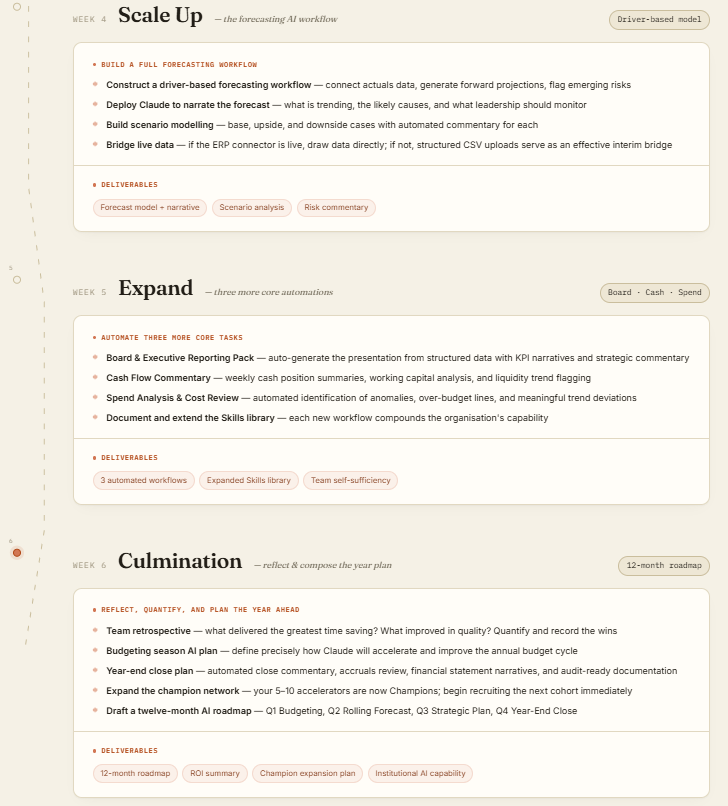 WEEK 4 Scale Up — the forecasting AI workflow Driver-based model
BUILD A FULL FORECASTING WORKFLOW
Construct a driver-based forecasting workflow — connect actuals data, generate forward projections, flag emerging risks
Deploy Claude to narrate the forecast — what is trending, the likely causes, and what leadership should monitor
Build scenario modelling — base, upside, and downside cases with automated commentary for each
Bridge live data — if the ERP connector is live, draw data directly; if not, structured CSV uploads serve as an effective interim bridge
DELIVERABLES
Forecast model + narrative Scenario analysis Risk commentary
5
WEEK 5 Expand — three more core automations Board · Cash · Spend
AUTOMATE THREE MORE CORE TASKS
Board & Executive Reporting Pack — auto-generate the presentation from structured data with KPI narratives and strategic commentary
Cash Flow Commentary — weekly cash position summaries, working capital analysis, and liquidity trend flagging
Spend Analysis & Cost Review — automated identification of anomalies, over-budget lines, and meaningful trend deviations
Document and extend the Skills library — each new workflow compounds the organisation's capability
DELIVERABLES
3 automated workflows Expanded Skills library Team self-sufficiency
6
WEEK 6 Culmination — reflect & compose the year plan 12-month roadmap
REFLECT, QUANTIFY, AND PLAN THE YEAR AHEAD
Team retrospective — what delivered the greatest time saving? What improved in quality? Quantify and record the wins
Budgeting season AI plan — define precisely how Claude will accelerate and improve the annual budget cycle
Year-end close plan — automated close commentary, accruals review, financial statement narratives, and audit-ready documentation
Expand the champion network — your 5–10 accelerators are now Champions; begin recruiting the next cohort immediately
Draft a twelve-month AI roadmap — Q1 Budgeting, Q2 Rolling Forecast, Q3 Strategic Plan, Q4 Year-End Close
DELIVERABLES
12-month roadmap ROI summary Champion expansion plan Institutional AI capability